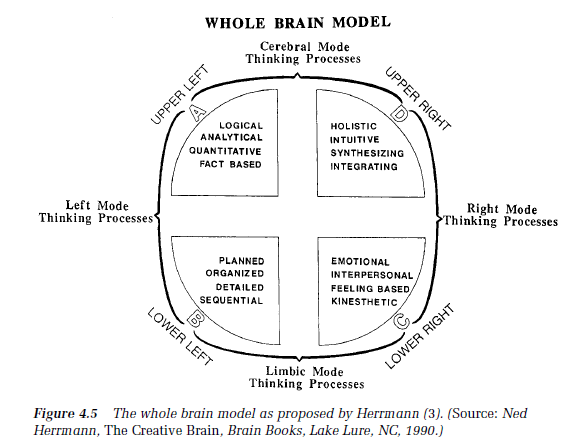 WHOLE BRAIN MODEL
Cerebral Mode
Thinking Processes
UPPER LEFT
UPPER RIGHT
A
D
LOGICAL
ANALYTICAL
QUANTITATIVE
FACT BASED
HOLISTIC
INTUITIVE
SYNTHESIZING
INTEGRATING
Left Mode
Thinking Processes
Right Mode
Thinking Processes
PLANNED
ORGANIZED
DETAILED
SEQUENTIAL
EMOTIONAL
INTERPERSONAL
FEELING BASED
KINESTHETIC
B
C
LOWER LEFT
LOWER RIGHT
Limbic Mode
Thinking Processes
Figure 4.5 The whole brain model as proposed by Herrmann (3). (Source: Ned
Herrmann, The Creative Brain, Brain Books, Lake Lure, NC, 1990.)